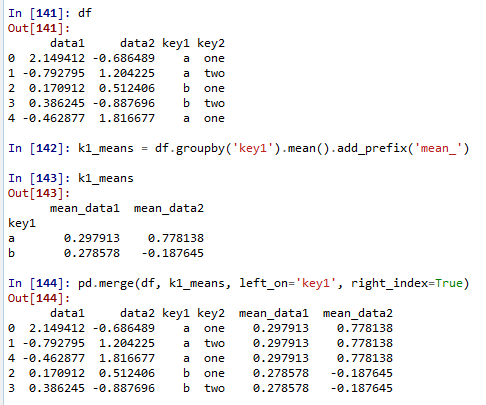 In [141]: df
Out[141]:
      data1     data2 key1 key2
0  2.149412 -0.686489    a  one
1 -0.792795  1.204225    a  two
2  0.170912  0.512406    b  one
3  0.386245 -0.887696    b  two
4 -0.462877  1.816677    a  one
In [142]: k1_means = df.groupby('key1').mean().add_prefix('mean_')
In [143]: k1_means
Out[143]:
      mean_data1  mean_data2
key1
a       0.297913    0.778138
b       0.278578   -0.187645
In [144]: pd.merge(df, k1_means, left_on='key1', right_index=True)
Out[144]:
      data1     data2 key1 key2  mean_data1  mean_data2
0  2.149412 -0.686489    a  one    0.297913    0.778138
1 -0.792795  1.204225    a  two    0.297913    0.778138
4 -0.462877  1.816677    a  one    0.297913    0.778138
2  0.170912  0.512406    b  one    0.278578   -0.187645
3  0.386245 -0.887696    b  two    0.278578   -0.187645